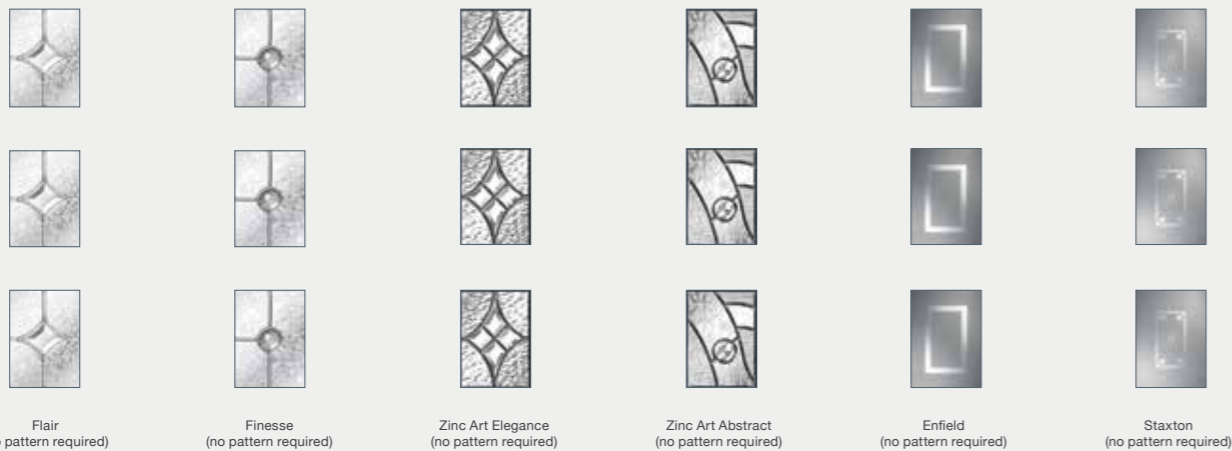 Flair
o pattern required)
Finesse
(no pattern required)
Zinc Art Elegance
(no pattern required)
Zinc Art Abstract
(no pattern required)
Enfield
(no pattern required)
Staxton
(no pattern required)